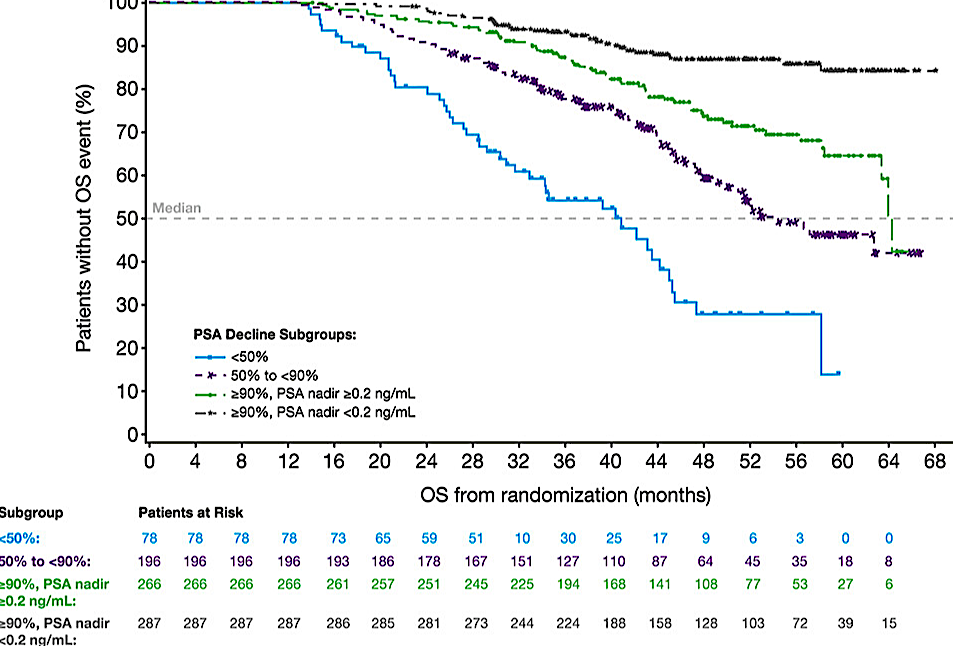 100
90
80
70
60
50
40
30
20
10
0
Patients without OS event (%)
Median
PSA Decline Subgroups:
<50%
50% to <90%
≥90%, PSA nadir ≥0.2 ng/mL
≥90%, PSA nadir <0.2 ng/mL
0 4 8 12 16 20 24 28 32 36 40 44 48 52 56 60 64 68
OS from randomization (months)
Subgroup Patients at Risk
<50%: 78 78 78 78 73 65 59 51 10 30 25 17 9 6 3 0 0
50% to <90%: 196 196 196 196 193 186 178 167 151 127 110 87 64 45 35 18 8
≥90%, PSA nadir 266 266 266 266 261 257 251 245 225 194 168 141 108 77 53 27 6
≥0.2 ng/mL:
≥90%, PSA nadir 287 287 287 287 286 285 281 273 244 224 188 158 128 103 72 39 15
<0.2 ng/mL: